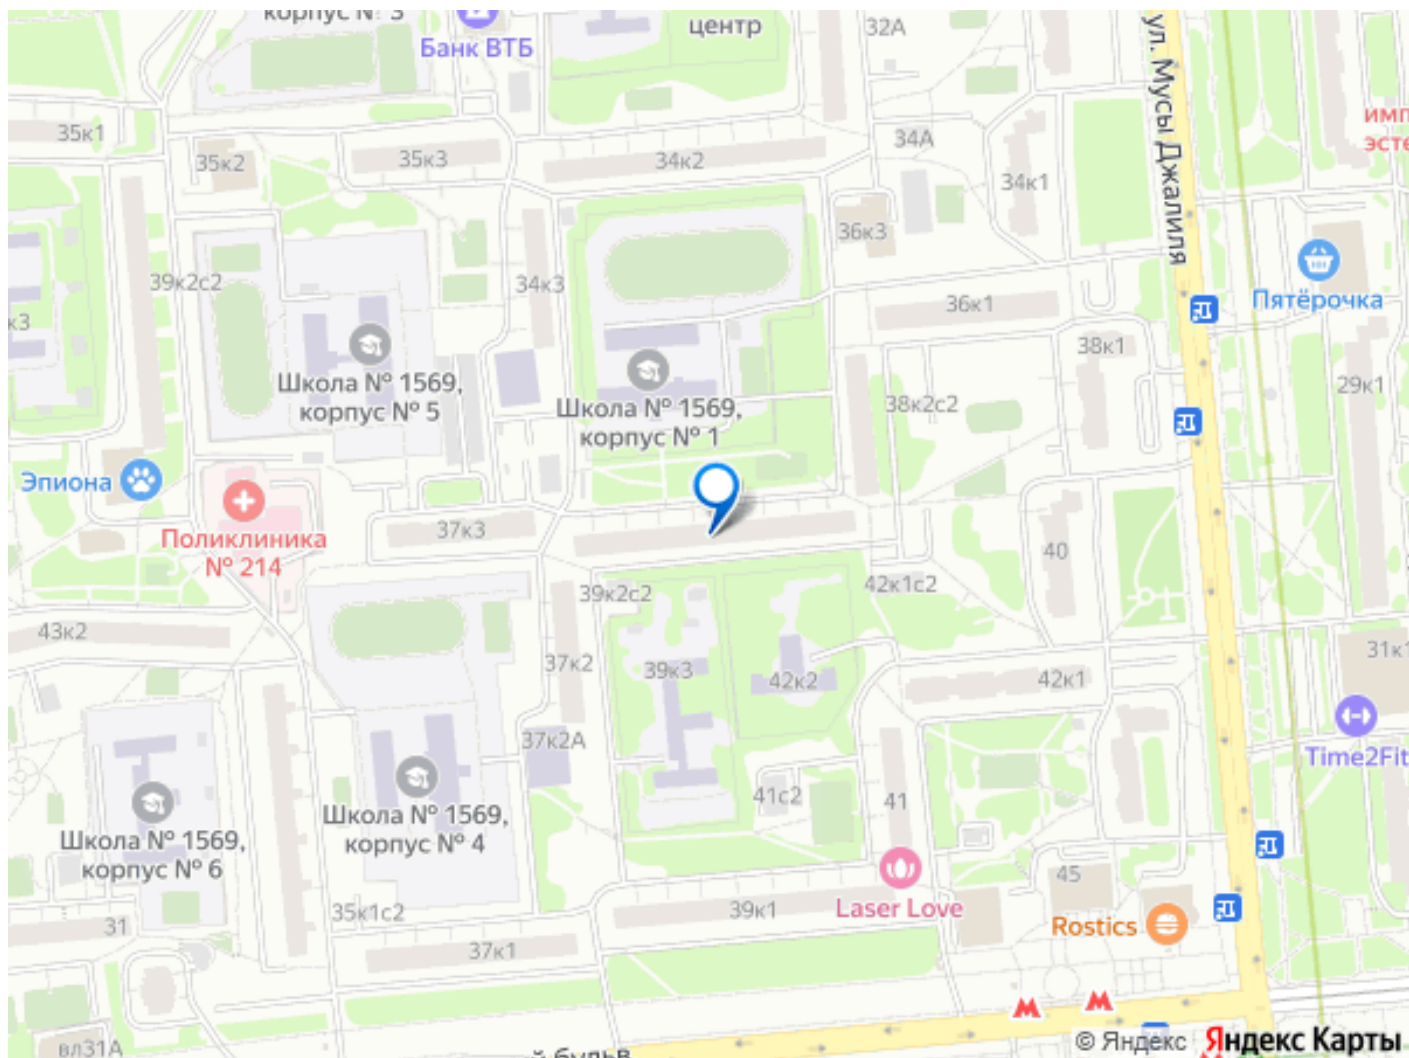 корпус № 3
Банк ВТБ
центр
32А
ул. Мусы Джалиля
35к1
35к2
35к3
34к2
34А
34к1
36к3
39к2с2
34к3
36к1
Пятёрочка
к3
38к1
Школа № 1569,
корпус № 5
Школа № 1569,
корпус № 1
38к2с2
29к1
Эпиона
Поликлиника
№ 214
37к3
40
39к2с2
42к1с2
43к2
37к2
39к3
42к2
42к1
31к1
37к2А
Time2Fit
41с2
41
Школа № 1569,
корпус № 6
Школа № 1569,
корпус № 4
45
Laser Love
Rostics
31
35к1с2
39к1
37к1
вл31А
© Яндекс Яндекс Карты